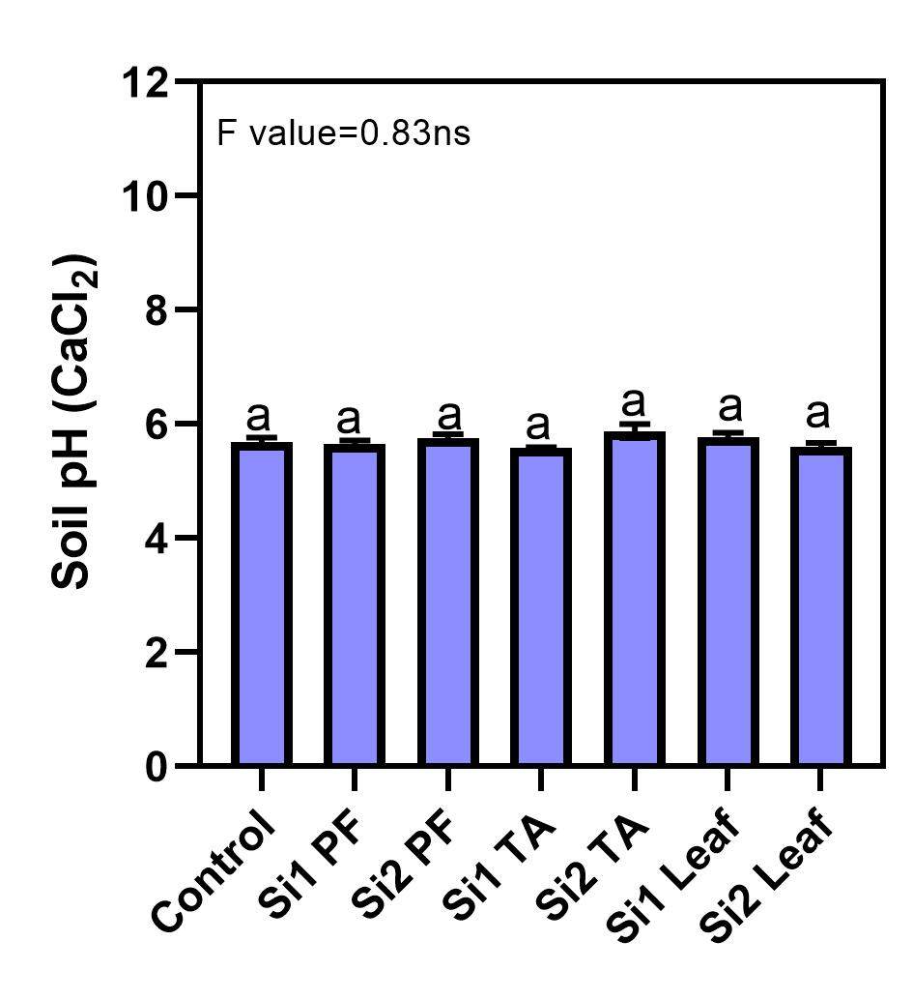 12
F value=0.83ns
10
8
6
4
2
0
Soil pH (CaCl₂)
a
a
a
a
a
a
a
Control
Si1 PF
Si2 PF
Si1 TA
Si2 TA
Si1 Leaf
Si2 Leaf